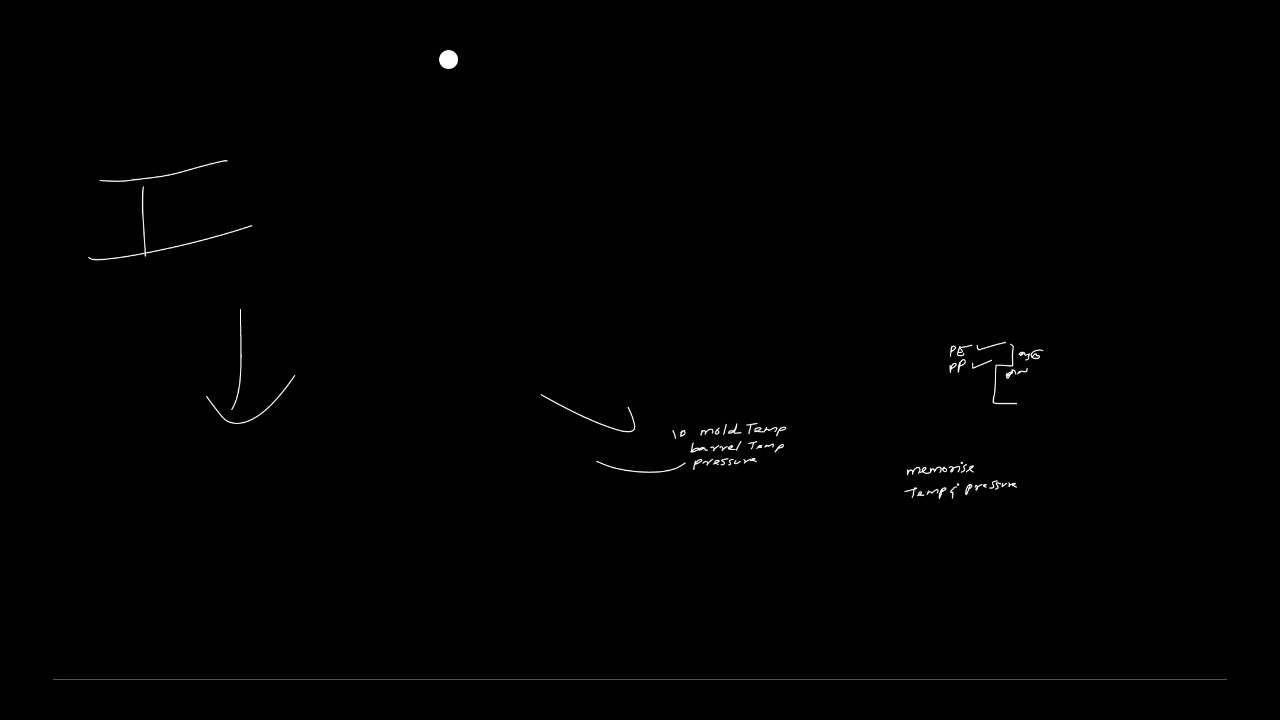 PE
PP
10 mold Temp
barrel Temp
pressure
memorise
Temp & pressure